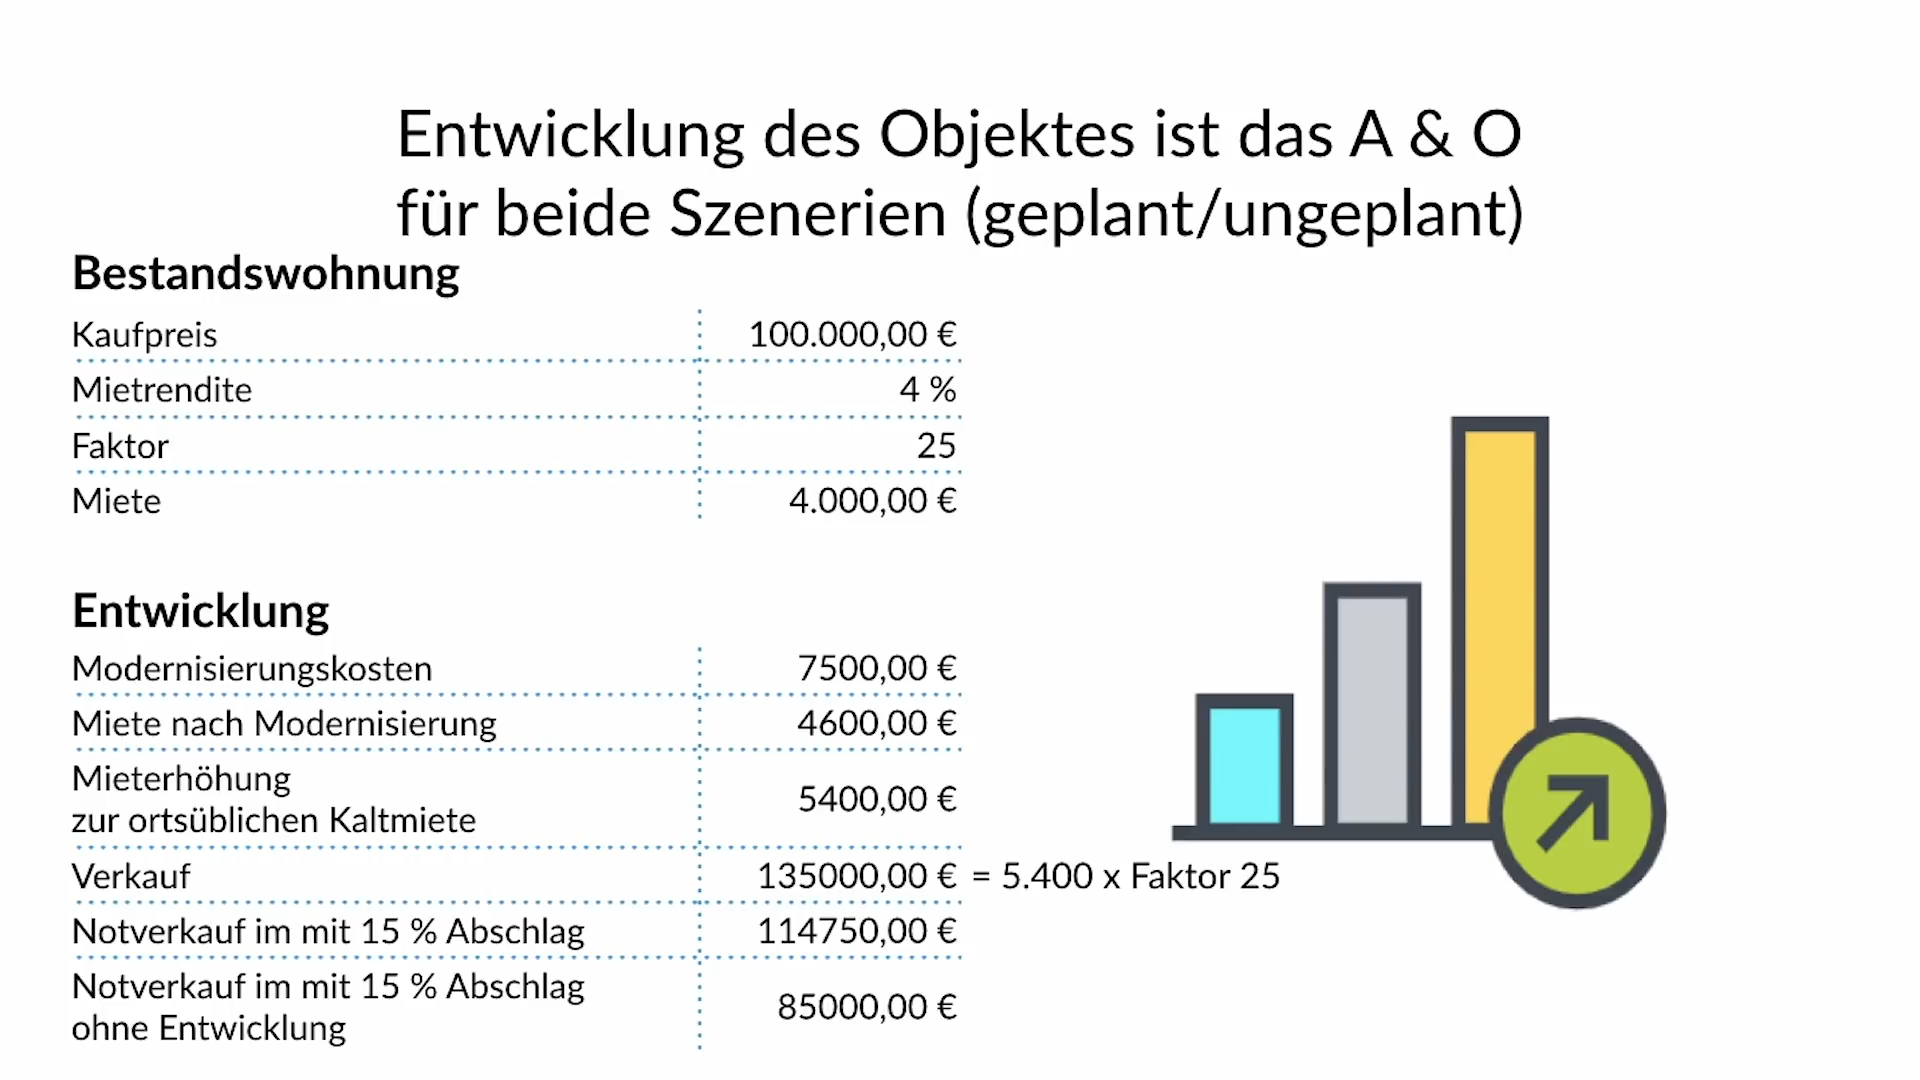 Entwicklung des Objektes ist das A & O
für beide Szenerien (geplant/ungeplant)
Bestandswohnung
Kaufpreis 100.000,00 €
Mietrendite 4 %
Faktor 25
Miete 4.000,00 €
Entwicklung
Modernisierungskosten 7500,00 €
Miete nach Modernisierung 4600,00 €
Mieterhöhung
zur ortsüblichen Kaltmiete 5400,00 €
Verkauf 135000,00 € = 5.400 x Faktor 25
Notverkauf im mit 15 % Abschlag 114750,00 €
Notverkauf im mit 15 % Abschlag
ohne Entwicklung 85000,00 €